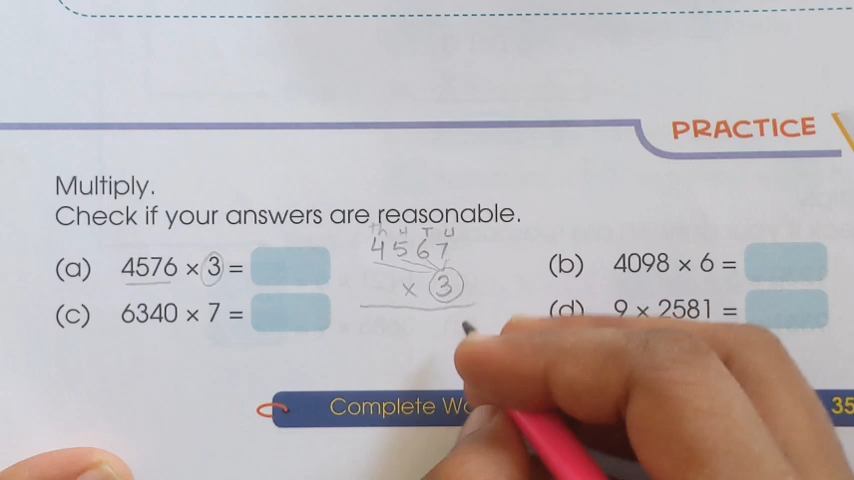 PRACTICE
Multiply.
Check if your answers are reasonable.
th H T U
4567
× 3
(a) 4576 × 3 =
(b) 4098 × 6 =
(c) 6340 × 7 =
(d) 9 × 2581 =
Complete
35